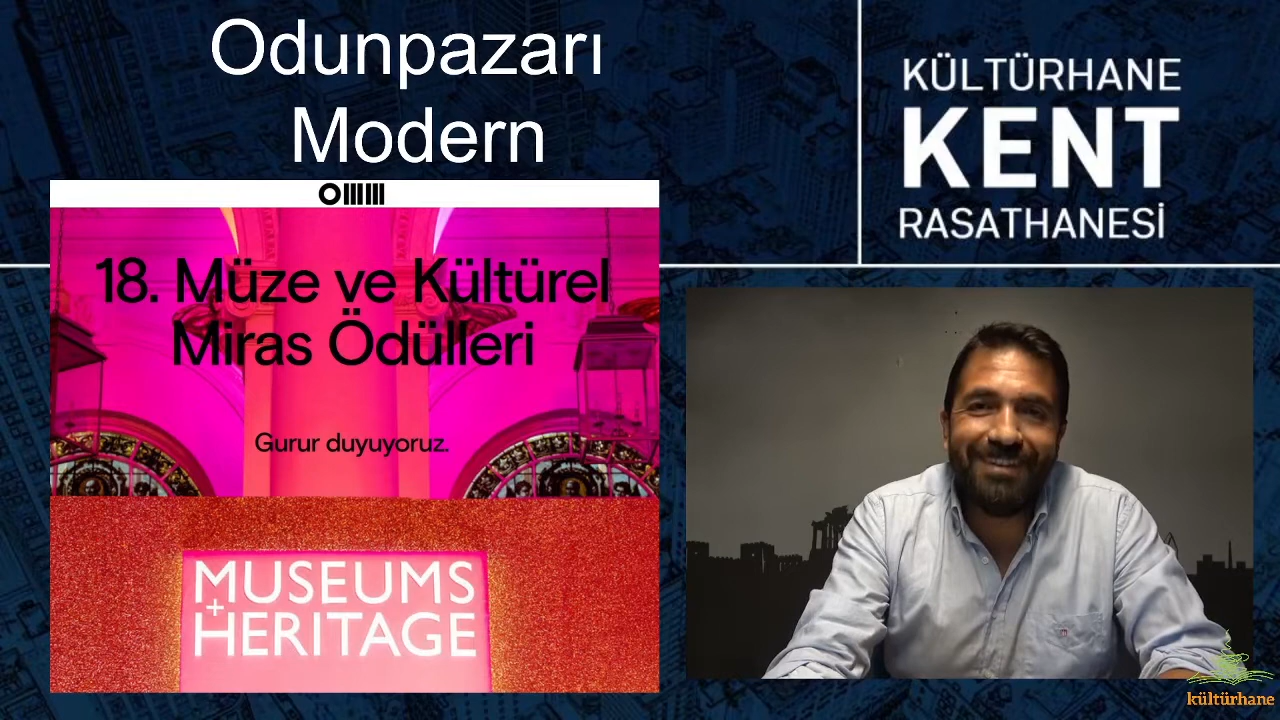 Odunpazarı
Modern
KÜLTÜRHANE
KENT
RASATHANESİ
18. Müze ve Kültürel
Miras Ödülleri
Gurur duyuyoruz.
MUSEUMS
+
HERITAGE
kültürhane